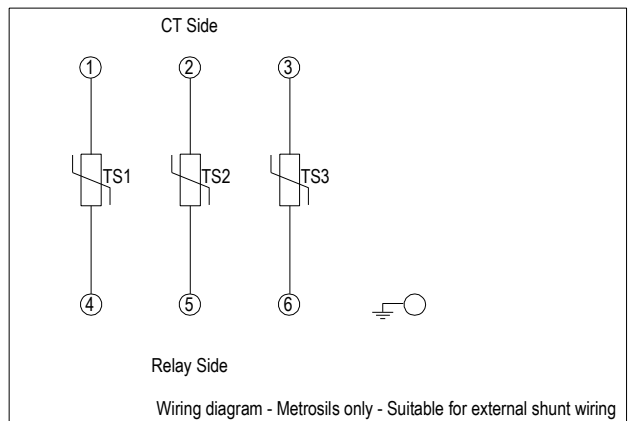 CT Side
1 2 3
TS1 TS2 TS3
4 5 6
Relay Side
Wiring diagram - Metrosils only - Suitable for external shunt wiring